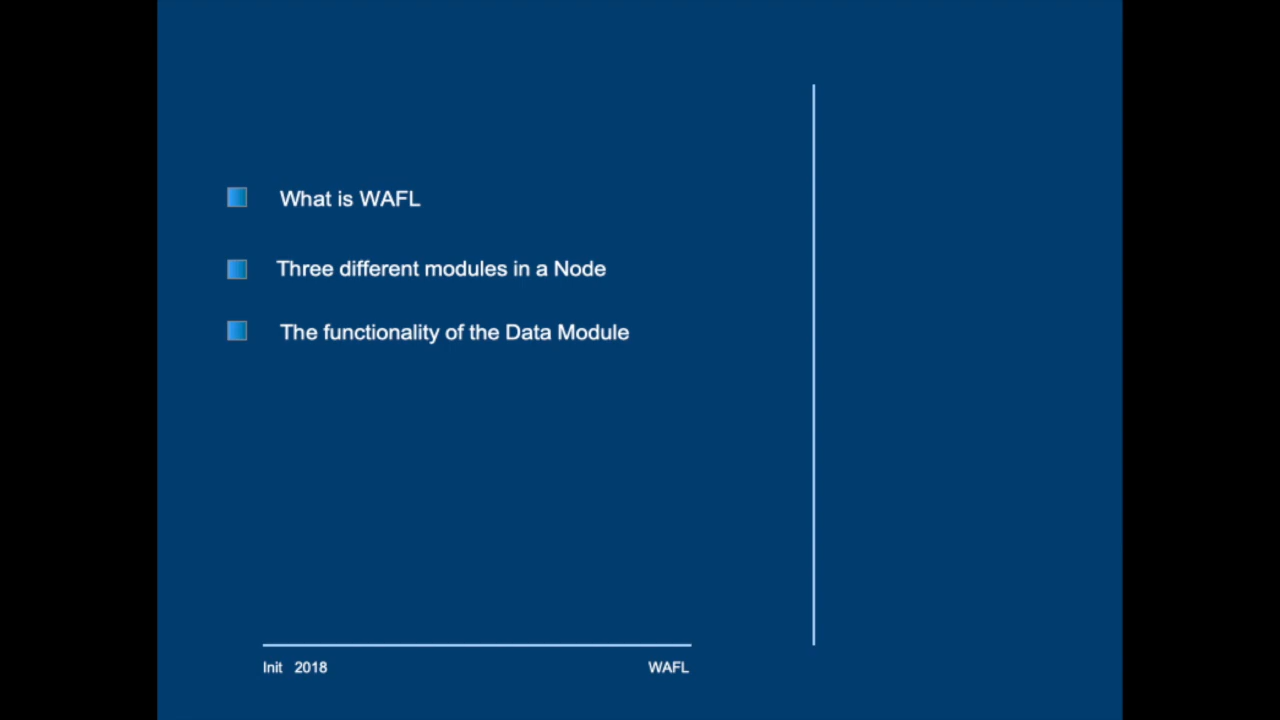 What is WAFL
Three different modules in a Node
The functionality of the Data Module
Init 2018
WAFL